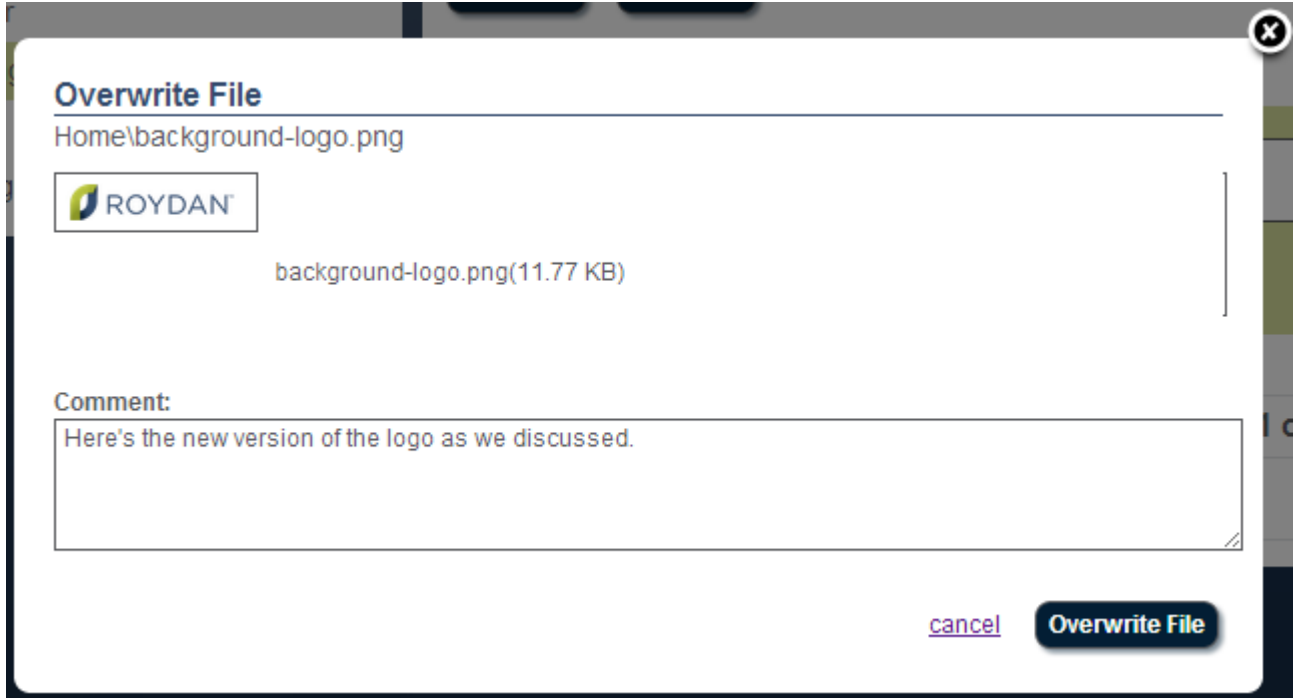 Overwrite File
Home\background-logo.png
ROYDAN
background-logo.png(11.77 KB)
Comment:
Here's the new version of the logo as we discussed.
cancel
Overwrite File